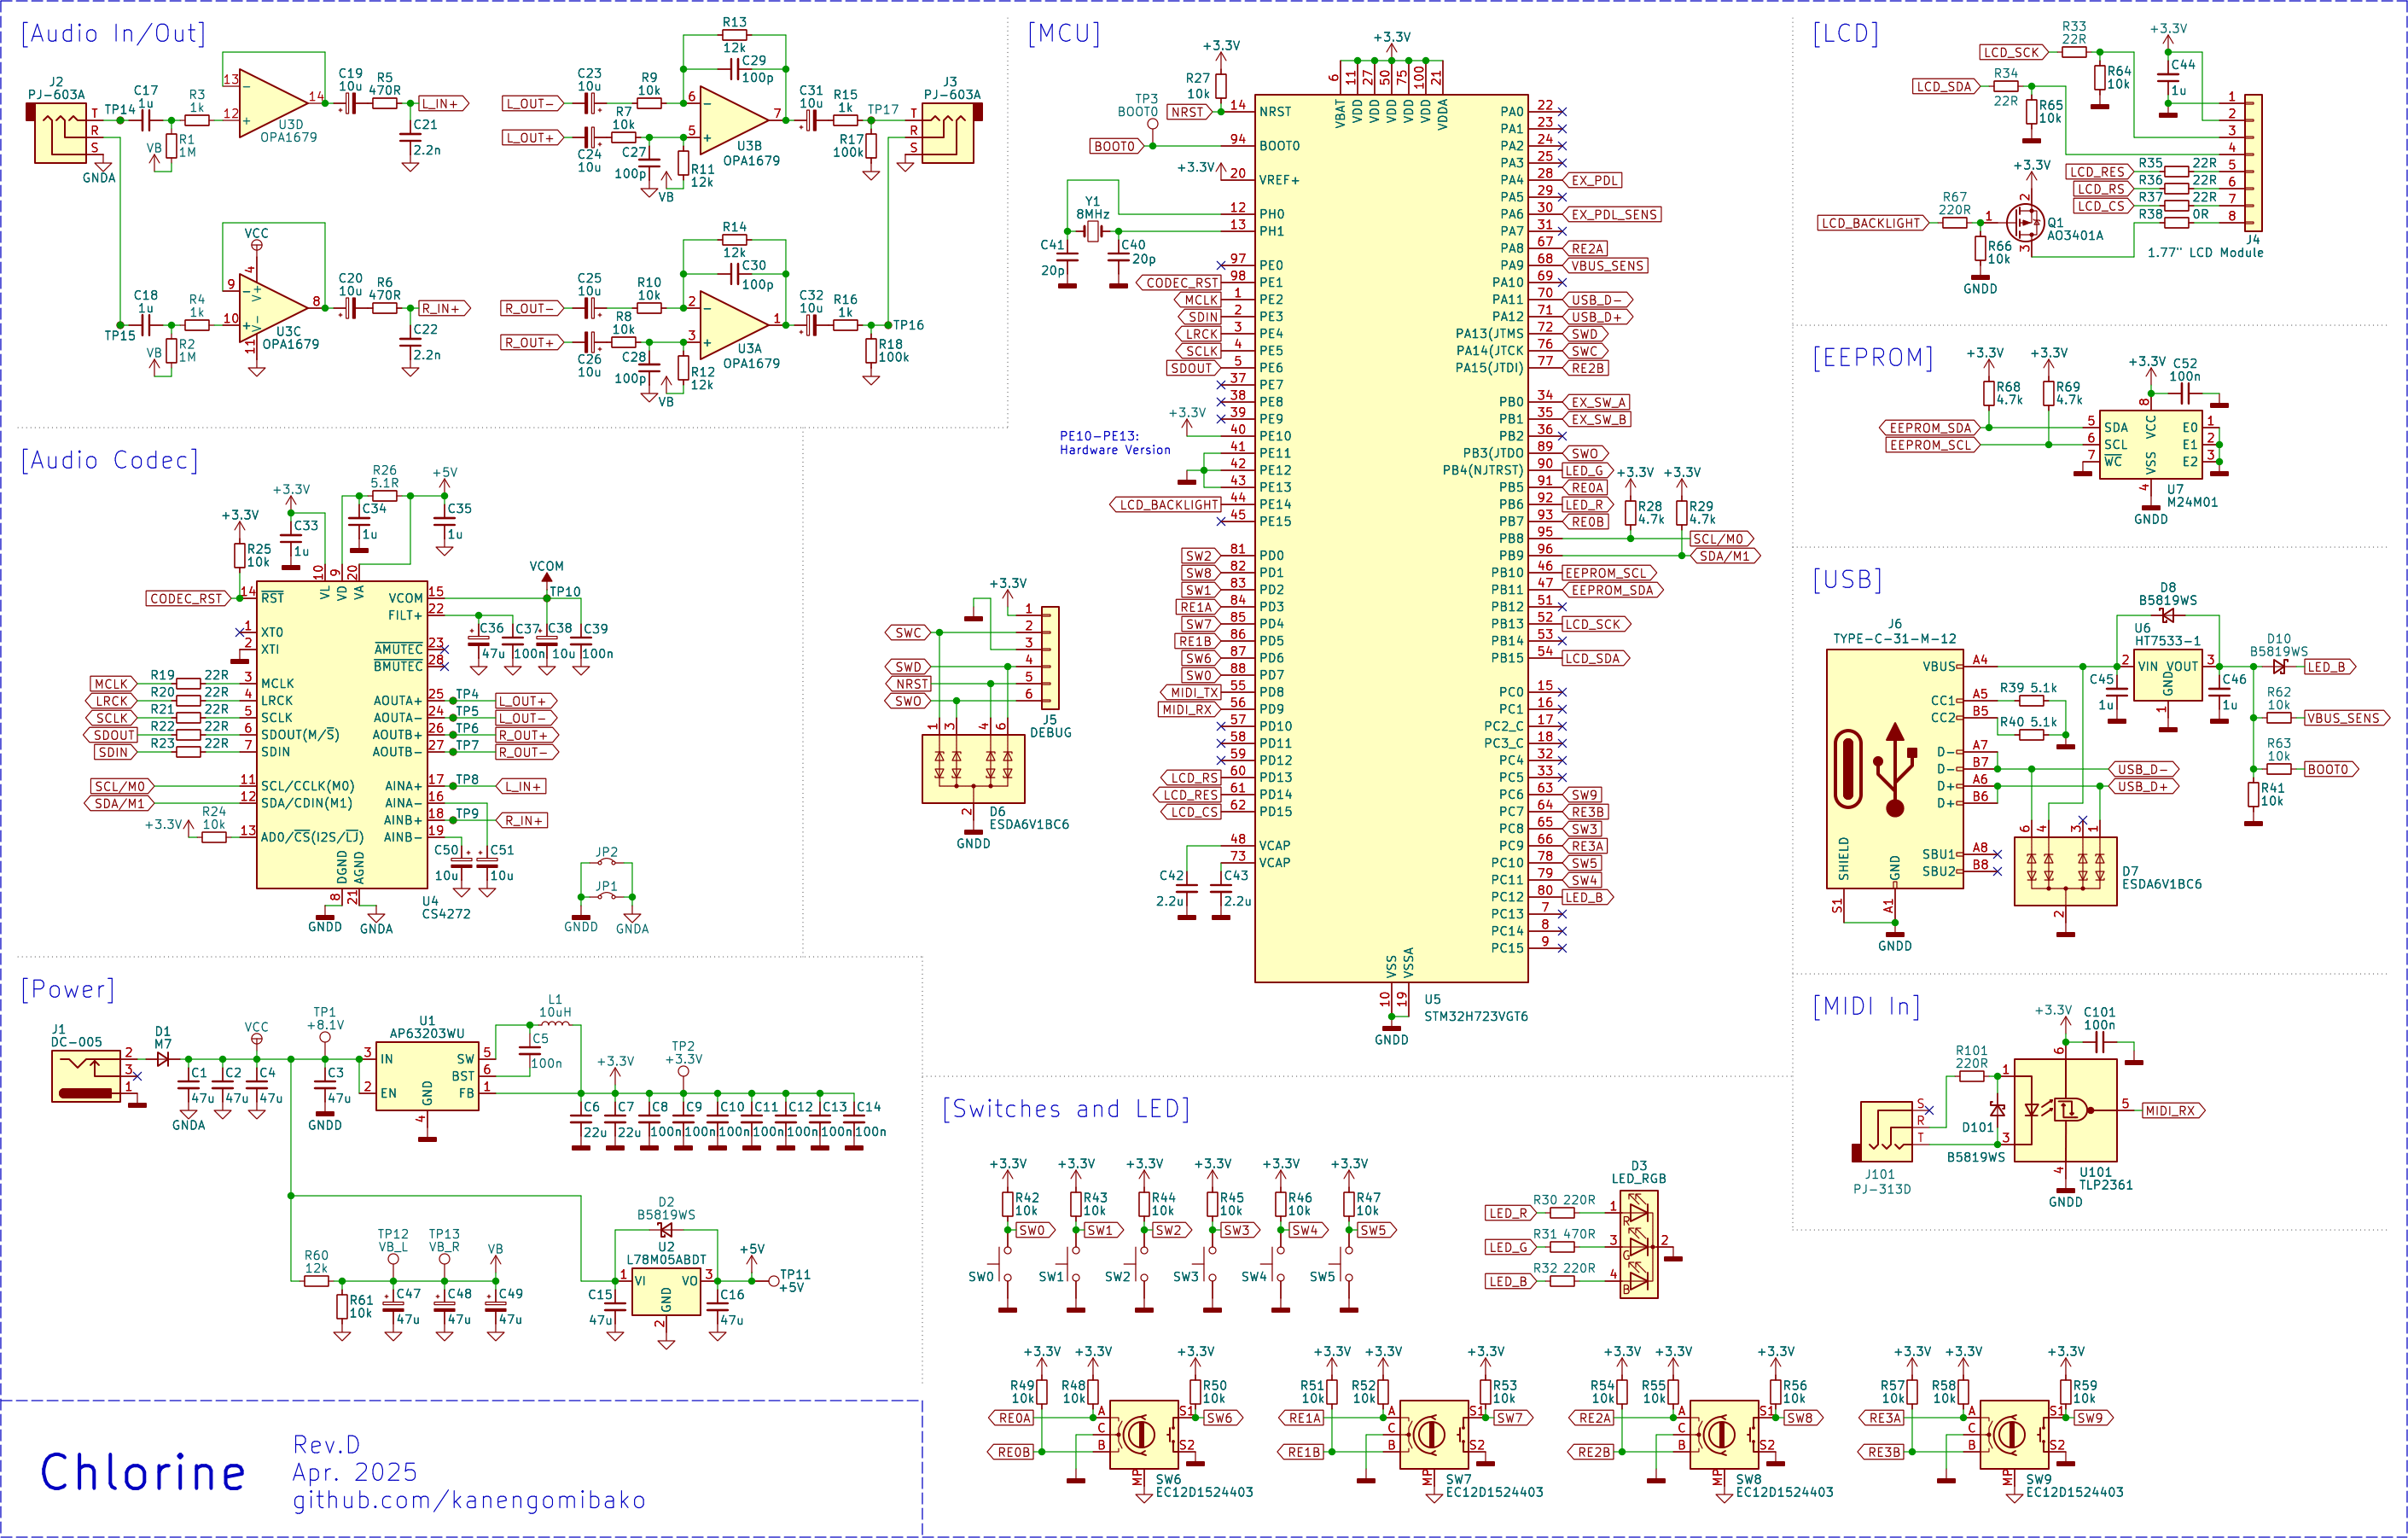 [Audio In/Out]
J2
PJ-603A
T
R
S
GNDA
TP14
C17
1u
R3
1k
R1
1M
VB
13
12
14
U3D
OPA1679
C19
10u
R5
470R
L_IN+
C21
2.2n
TP15
C18
1u
R4
1k
R2
1M
VB
VCC
9
10
8
4
11
V+
V-
U3C
OPA1679
C20
10u
R6
470R
R_IN+
C22
2.2n
L_OUT-
C23
10u
R9
10k
R13
12k
C29
100p
L_OUT+
C24
10u
R7
10k
C27
100p
R11
12k
VB
6
5
7
U3B
OPA1679
C31
10u
R15
1k
TP17
R17
100k
J3
PJ-603A
T
R
S
R_OUT-
C25
10u
R10
10k
R14
12k
C30
100p
R_OUT+
C26
10u
R8
10k
C28
100p
R12
12k
VB
2
3
1
U3A
OPA1679
C32
10u
R16
1k
TP16
R18
100k
[Audio Codec]
+3.3V
R25
10k
+3.3V
C33
1u
R26
5.1R
C34
1u
+5V
C35
1u
CODEC_RST
10
9
20
VL
VD
VA
14 RST
1 XTO
2 XTI
3 MCLK
4 LRCK
5 SCLK
6 SDOUT(M/S)
7 SDIN
11 SCL/CCLK(M0)
12 SDA/CDIN(M1)
13 AD0/CS(I2S/LJ)
VCOM 15
FILT+ 22
AMUTEC 23
BMUTEC 28
AOUTA+ 25
AOUTA- 24
AOUTB+ 26
AOUTB- 27
AINA+ 17
AINA- 16
AINB+ 18
AINB- 19
DGND
AGND
8
21
GNDD
GNDA
U4
CS4272
MCLK R19 22R
LRCK R20 22R
SCLK R21 22R
SDOUT R22 22R
SDIN R23 22R
SCL/M0
SDA/M1
+3.3V R24
10k
VCOM
TP10
C36
47u
C37
100n
C38
10u
C39
100n
TP4 L_OUT+
TP5 L_OUT-
TP6 R_OUT+
TP7 R_OUT-
TP8 L_IN+
TP9 R_IN+
C50
10u
C51
10u
JP2
JP1
GNDD
GNDA
[Power]
J1
DC-005
2
3
1
D1
M7
VCC
TP1
+8.1V
C1
47u
C2
47u
C4
47u
C3
47u
GNDA
GNDD
U1
AP63203WU
3 IN
2 EN
GND
4
SW 5
BST 6
FB 1
L1
10uH
C5
100n
+3.3V
TP2
+3.3V
C6
22u
C7
22u
C8
100n
C9
100n
C10
100n
C11
100n
C12
100n
C13
100n
C14
100n
R60
12k
R61
10k
TP12
VB_L
TP13
VB_R
VB
C47
47u
C48
47u
C49
47u
D2
B5819WS
U2
L78M05ABDT
1 VI
VO 3
GND
2
C15
47u
C16
47u
+5V
TP11
+5V
Chlorine
Rev.D
Apr. 2025
github.com/kanengomibako
[MCU]
+3.3V
R27
10k
NRST
TP3
BOOT0
BOOT0
+3.3V
Y1
8MHz
C41
20p
C40
20p
+3.3V
6
11
27
50
75
100
21
VBAT
VDD
VDD
VDD
VDD
VDD
VDDA
14 NRST
94 BOOT0
20 VREF+
12 PH0
13 PH1
97 PE0
CODEC_RST 98 PE1
MCLK 1 PE2
SDIN 2 PE3
LRCK 3 PE4
SCLK 4 PE5
SDOUT 5 PE6
37 PE7
38 PE8
39 PE9
+3.3V
40 PE10
41 PE11
42 PE12
43 PE13
PE10-PE13:
Hardware Version
LCD_BACKLIGHT 44 PE14
45 PE15
SW2 81 PD0
SW8 82 PD1
SW1 83 PD2
RE1A 84 PD3
SW7 85 PD4
RE1B 86 PD5
SW6 87 PD6
SW0 88 PD7
MIDI_TX 55 PD8
MIDI_RX 56 PD9
57 PD10
58 PD11
59 PD12
LCD_RS 60 PD13
LCD_RES 61 PD14
LCD_CS 62 PD15
48 VCAP
73 VCAP
C42
2.2u
C43
2.2u
PA0 22
PA1 23
PA2 24
PA3 25
PA4 28 EX_PDL
PA5 29
PA6 30 EX_PDL_SENS
PA7 31
PA8 67 RE2A
PA9 68 VBUS_SENS
PA10 69
PA11 70 USB_D-
PA12 71 USB_D+
PA13(JTMS 72 SWD
PA14(JTCK 76 SWC
PA15(JTDI) 77 RE2B
PB0 34 EX_SW_A
PB1 35 EX_SW_B
PB2 36
PB3(JTDO 89 SWO
PB4(NJTRST) 90 LED_G
PB5 91 RE0A
PB6 92 LED_R
PB7 93 RE0B
PB8 95 SCL/M0
PB9 96 SDA/M1
PB10 46 EEPROM_SCL
PB11 47 EEPROM_SDA
PB12 51
PB13 52 LCD_SCK
PB14 53
PB15 54 LCD_SDA
PC0 15
PC1 16
PC2_C 17
PC3_C 18
PC4 32
PC5 33
PC6 63 SW9
PC7 64 RE3B
PC8 65 SW3
PC9 66 RE3A
PC10 78 SW5
PC11 79 SW4
PC12 80 LED_B
PC13 7
PC14 8
PC15 9
+3.3V
R28
4.7k
+3.3V
R29
4.7k
VSS
VSSA
10
19
GNDD
U5
STM32H723VGT6
+3.3V
SWC
SWD
NRST
SWO
1
2
3
4
5
6
J5
DEBUG
1
3
4
6
2
GNDD
D6
ESDA6V1BC6
[Switches and LED]
+3.3V
R42
10k
SW0
SW0
+3.3V
R43
10k
SW1
SW1
+3.3V
R44
10k
SW2
SW2
+3.3V
R45
10k
SW3
SW3
+3.3V
R46
10k
SW4
SW4
+3.3V
R47
10k
SW5
SW5
D3
LED_RGB
LED_R R30 220R 1
LED_G R31 470R 3
LED_B R32 220R 4
R
G
B
2
+3.3V
+3.3V
+3.3V
R49
10k
R48
10k
R50
10k
RE0A
RE0B
A
C
B
S1
S2
MP
SW6
SW6
EC12D1524403
+3.3V
+3.3V
+3.3V
R51
10k
R52
10k
R53
10k
RE1A
RE1B
A
C
B
S1
S2
MP
SW7
SW7
EC12D1524403
+3.3V
+3.3V
+3.3V
R54
10k
R55
10k
R56
10k
RE2A
RE2B
A
C
B
S1
S2
MP
SW8
SW8
EC12D1524403
+3.3V
+3.3V
+3.3V
R57
10k
R58
10k
R59
10k
RE3A
RE3B
A
C
B
S1
S2
MP
SW9
SW9
EC12D1524403
[LCD]
LCD_SCK
R33
22R
R64
10k
+3.3V
C44
1u
LCD_SDA
R34
22R
R65
10k
+3.3V
LCD_RES R35 22R
LCD_RS R36 22R
LCD_CS R37 22R
R38 0R
LCD_BACKLIGHT
R67
220R
R66
10k
GNDD
1
2
3
Q1
AO3401A
1
2
3
4
5
6
7
8
J4
1.77" LCD Module
[EEPROM]
+3.3V
R68
4.7k
+3.3V
R69
4.7k
+3.3V
C52
100n
EEPROM_SDA
EEPROM_SCL
5 SDA
6 SCL
7 WC
8
VCC
VSS
4
E0 1
E1 2
E2 3
GNDD
U7
M24M01
[USB]
J6
TYPE-C-31-M-12
VBUS A4
CC1 A5
CC2 B5
D- A7
D- B7
D+ A6
D+ B6
SBU1 A8
SBU2 B8
SHIELD
GND
S1
A1
GNDD
R39 5.1k
R40 5.1k
USB_D-
USB_D+
D8
B5819WS
U6
HT7533-1
2 VIN VOUT 3
GND
1
C45
1u
C46
1u
D10
B5819WS
LED_B
R62
10k
VBUS_SENS
R63
10k
BOOT0
R41
10k
6
4
3
1
2
GNDD
D7
ESDA6V1BC6
[MIDI In]
+3.3V
C101
100n
R101
220R
D101
B5819WS
J101
PJ-313D
S
R
T
1
3
6
5
4
MIDI_RX
GNDD
U101
TLP2361